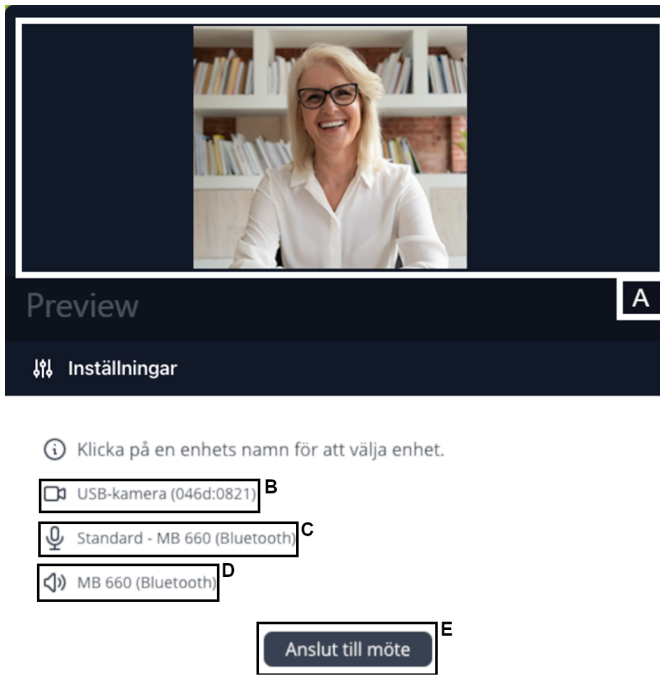 A
Preview
Inställningar
Klicka på en enhets namn för att välja enhet.
USB-kamera (046d:0821) B
Standard - MB 660 (Bluetooth) C
MB 660 (Bluetooth) D
Anslut till möte E